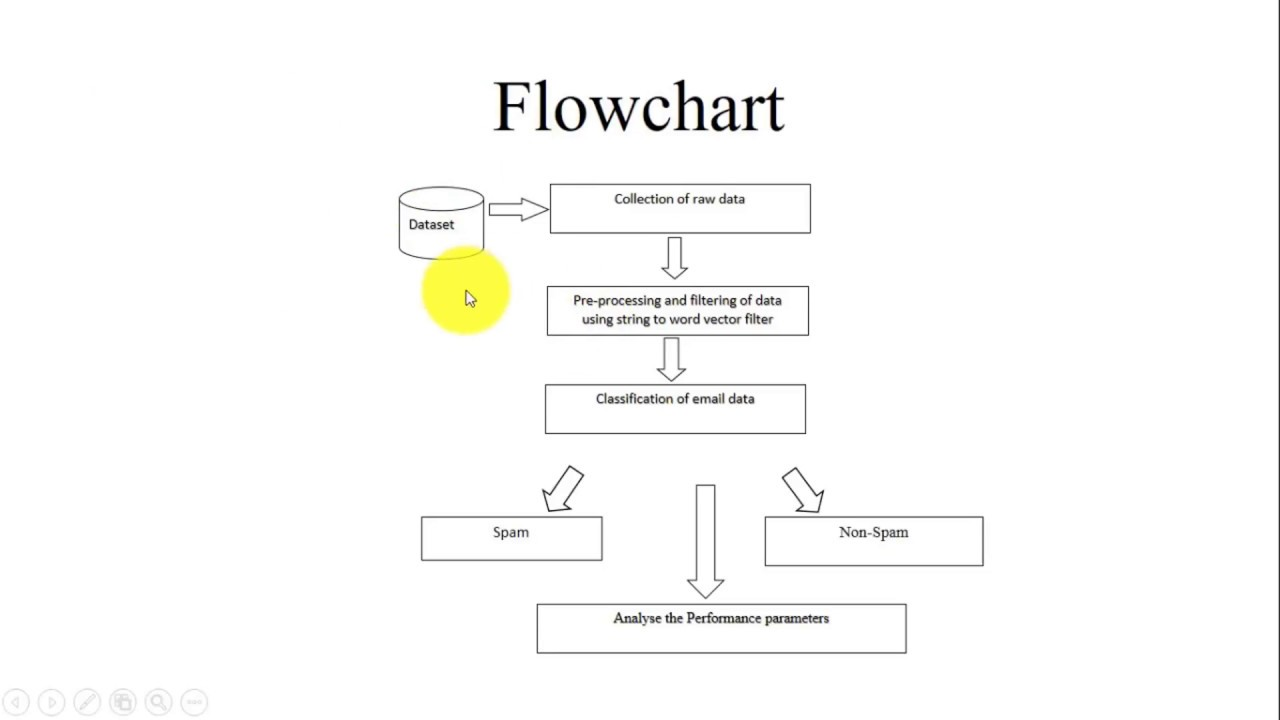 Flowchart
Dataset
Collection of raw data
Pre-processing and filtering of data
using string to word vector filter
Classification of email data
Spam
Non-Spam
Analyse the Performance parameters